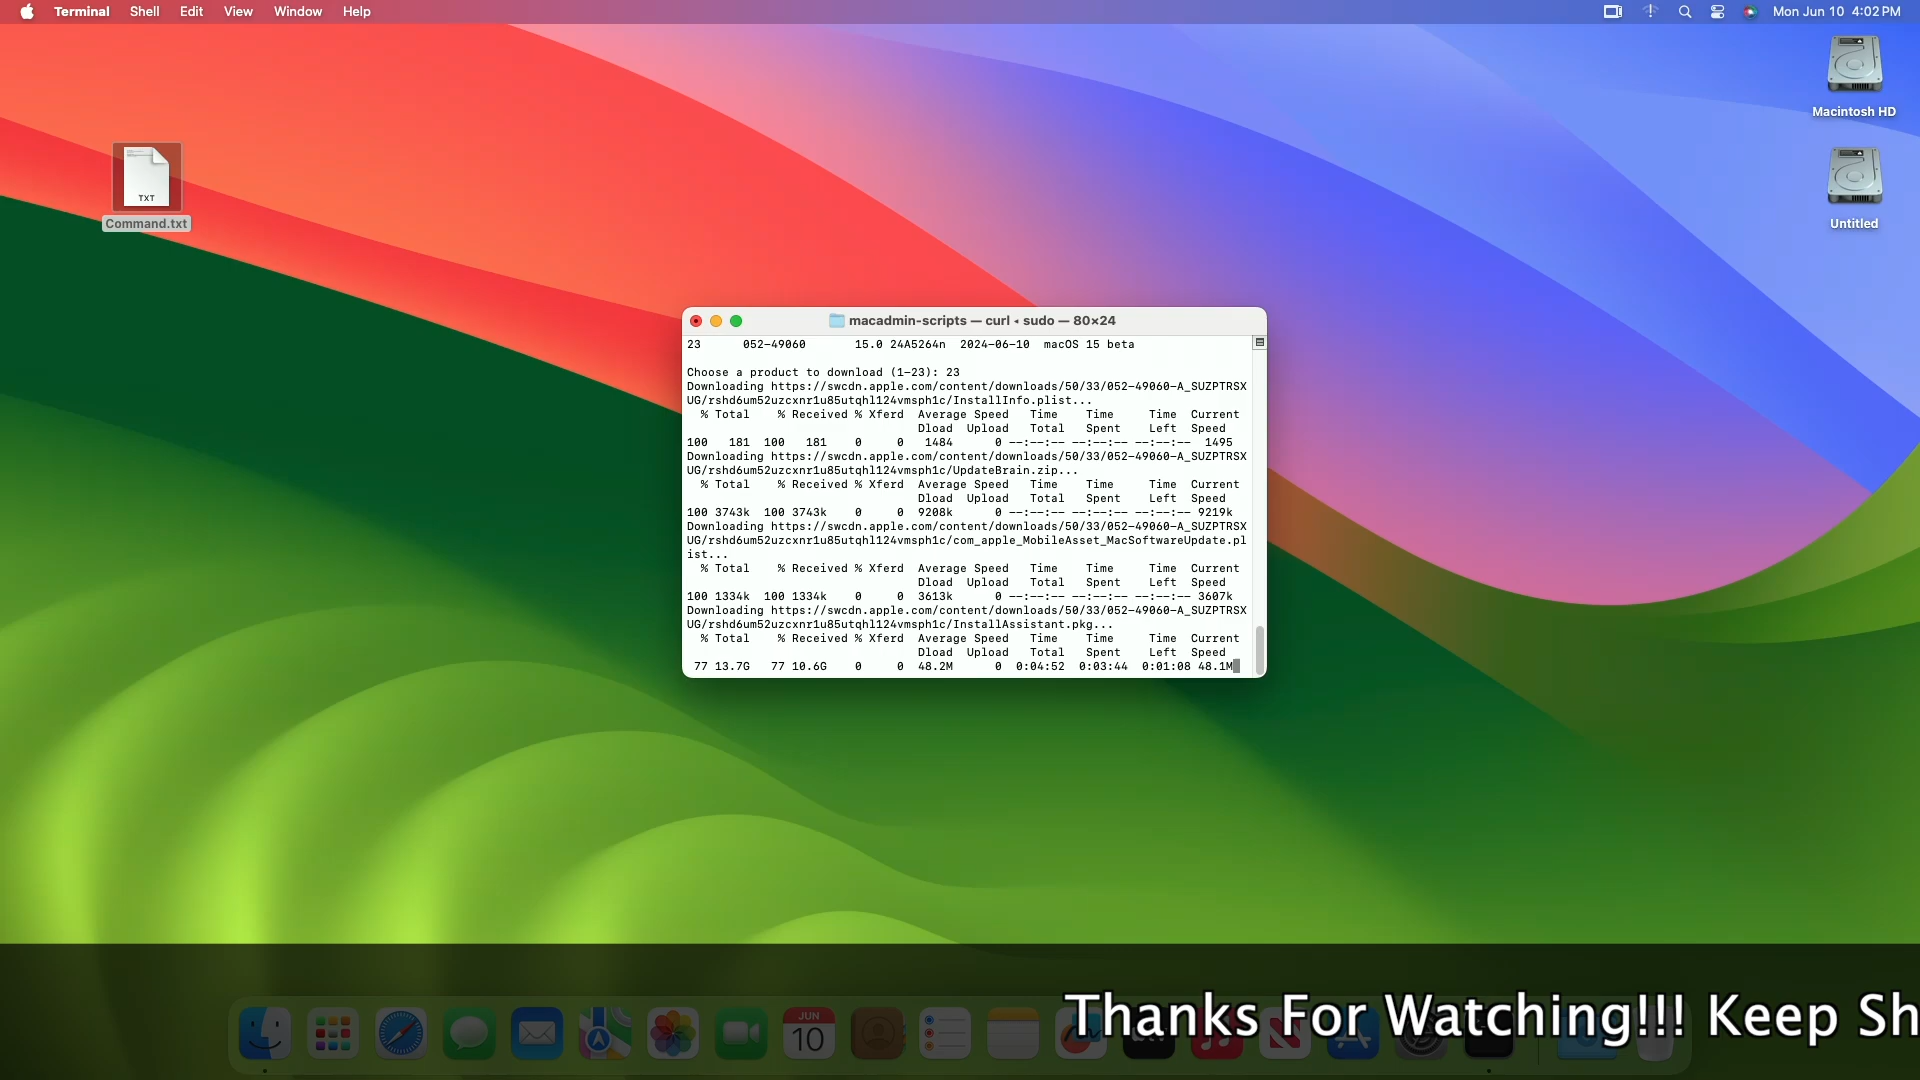 Terminal Shell Edit View Window Help
Mon Jun 10 4:02 PM
Macintosh HD
TXT
Command.txt
Untitled
macadmin-scripts — curl ◂ sudo — 80×24
23      052-49060       15.0 24A5264n  2024-06-10  macOS 15 beta
Choose a product to download (1-23): 23
Downloading https://swcdn.apple.com/content/downloads/50/33/052-49060-A_SUZPTRSX
UG/rshd6um52uzcxnr1u85utqhl124vmsph1c/InstallInfo.plist...
  % Total    % Received % Xferd  Average Speed   Time    Time     Time  Current
                                 Dload  Upload   Total   Spent    Left  Speed
100   181  100   181    0     0   1484      0 --:--:-- --:--:-- --:--:--  1495
Downloading https://swcdn.apple.com/content/downloads/50/33/052-49060-A_SUZPTRSX
UG/rshd6um52uzcxnr1u85utqhl124vmsph1c/UpdateBrain.zip...
  % Total    % Received % Xferd  Average Speed   Time    Time     Time  Current
                                 Dload  Upload   Total   Spent    Left  Speed
100 3743k  100 3743k    0     0  9208k      0 --:--:-- --:--:-- --:--:-- 9219k
Downloading https://swcdn.apple.com/content/downloads/50/33/052-49060-A_SUZPTRSX
UG/rshd6um52uzcxnr1u85utqhl124vmsph1c/com_apple_MobileAsset_MacSoftwareUpdate.pl
ist...
  % Total    % Received % Xferd  Average Speed   Time    Time     Time  Current
                                 Dload  Upload   Total   Spent    Left  Speed
100 1334k  100 1334k    0     0  3613k      0 --:--:-- --:--:-- --:--:-- 3607k
Downloading https://swcdn.apple.com/content/downloads/50/33/052-49060-A_SUZPTRSX
UG/rshd6um52uzcxnr1u85utqhl124vmsph1c/InstallAssistant.pkg...
  % Total    % Received % Xferd  Average Speed   Time    Time     Time  Current
                                 Dload  Upload   Total   Spent    Left  Speed
 77 13.7G   77 10.6G    0     0  48.2M      0  0:04:52  0:03:44  0:01:08 48.1M
JUN
10
Thanks For Watching!!! Keep Sh